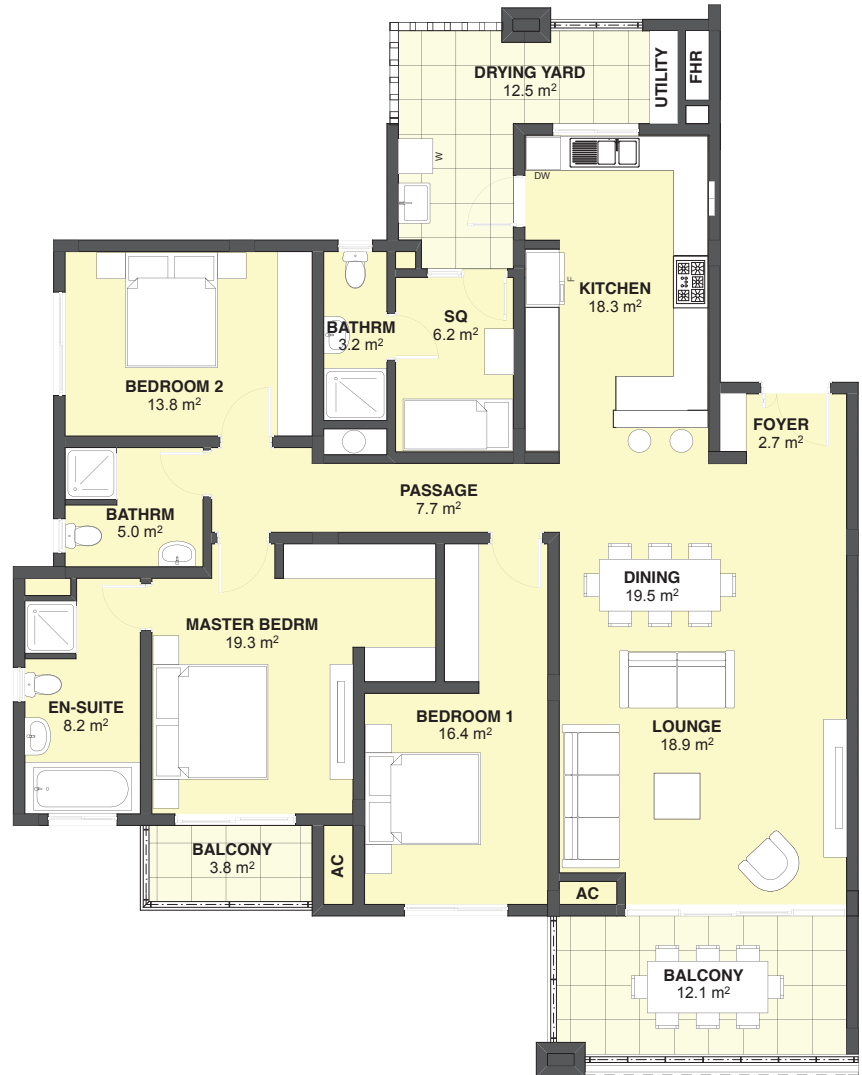 DRYING YARD
12.5 m²
UTILITY
FHR
W
DW
KITCHEN
18.3 m²
F
SQ
6.2 m²
BATHRM
3.2 m²
BEDROOM 2
13.8 m²
FOYER
2.7 m²
PASSAGE
7.7 m²
BATHRM
5.0 m²
DINING
19.5 m²
MASTER BEDRM
19.3 m²
EN-SUITE
8.2 m²
BEDROOM 1
16.4 m²
LOUNGE
18.9 m²
BALCONY
3.8 m²
AC
AC
BALCONY
12.1 m²